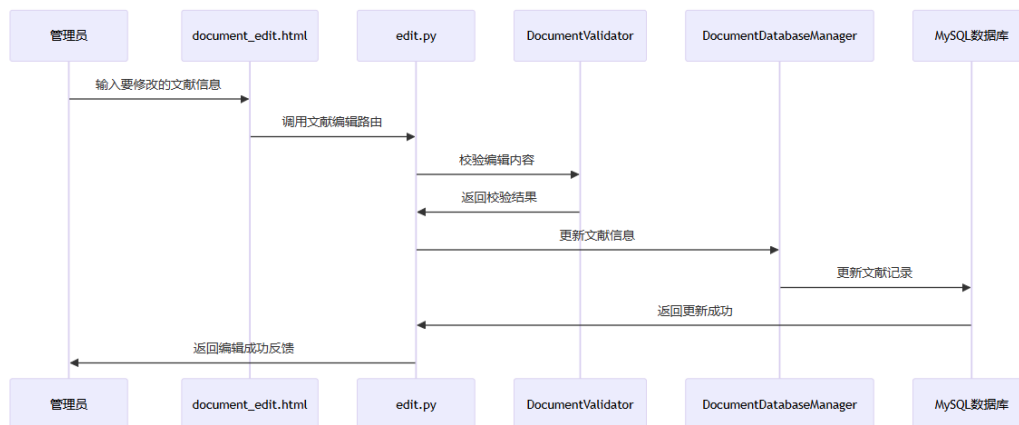 管理员
document_edit.html
edit.py
DocumentValidator
DocumentDatabaseManager
MySQL数据库
输入要修改的文献信息
调用文献编辑路由
校验编辑内容
返回校验结果
更新文献信息
更新文献记录
返回更新成功
返回编辑成功反馈
管理员
document_edit.html
edit.py
DocumentValidator
DocumentDatabaseManager
MySQL数据库